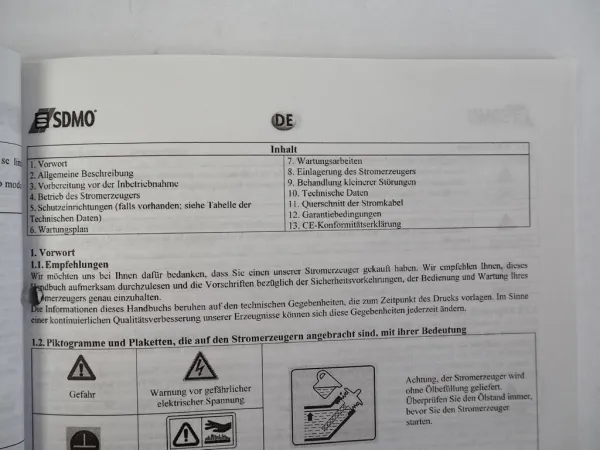 SDMO
DE
Inhalt
1. Vorwort
2. Allgemeine Beschreibung
3. Vorbereitung vor der Inbetriebnahme
4. Betrieb des Stromerzeugers
5. Schutzeinrichtungen (falls vorhanden; siehe Tabelle der
Technischen Daten)
6. Wartungsplan
7. Wartungsarbeiten
8. Einlagerung des Stromerzeugers
9. Behandlung kleinerer Störungen
10. Technische Daten
11. Querschnitt der Stromkabel
12. Garantiebedingungen
13. CE-Konformitätserklärung
1. Vorwort
1.1. Empfehlungen
Wir möchten uns bei Ihnen dafür bedanken, dass Sie einen unserer Stromerzeuger gekauft haben. Wir empfehlen Ihnen, dieses
Handbuch aufmerksam durchzulesen und die Vorschriften bezüglich der Sicherheitsvorkehrungen, der Bedienung und Wartung Ihres
Stromerzeugers genau einzuhalten.
Die Informationen dieses Handbuchs beruhen auf den technischen Gegebenheiten, die zum Zeitpunkt des Drucks vorlagen. Im Sinne
einer kontinuierlichen Qualitätsverbesserung unserer Erzeugnisse können sich diese Gegebenheiten jederzeit ändern.
1.2. Piktogramme und Plaketten, die auf den Stromerzeugern angebracht sind, mit ihrer Bedeutung
Gefahr
Warnung vor gefährlicher
elektrischer Spannung
Achtung, der Stromerzeuger wird
ohne Ölbefüllung geliefert.
Überprüfen Sie den Ölstand immer,
bevor Sie den Stromerzeuger
starten.